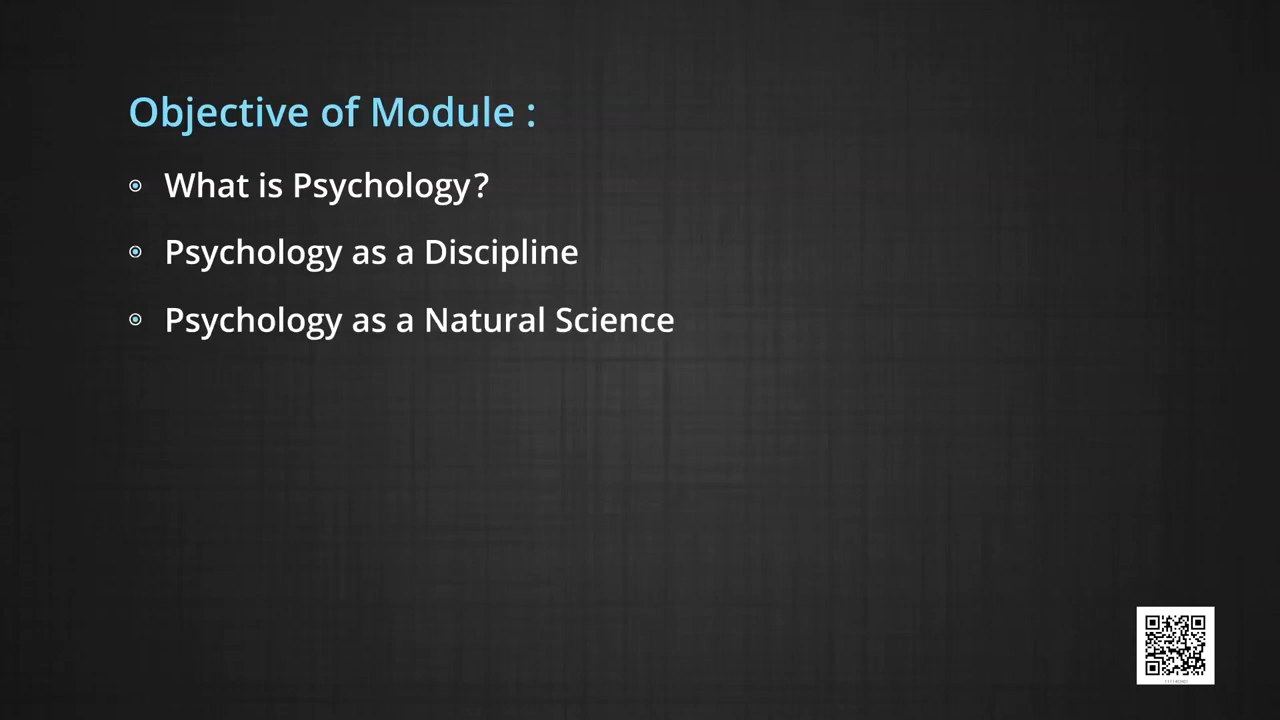 Objective of Module :
What is Psychology?
Psychology as a Discipline
Psychology as a Natural Science